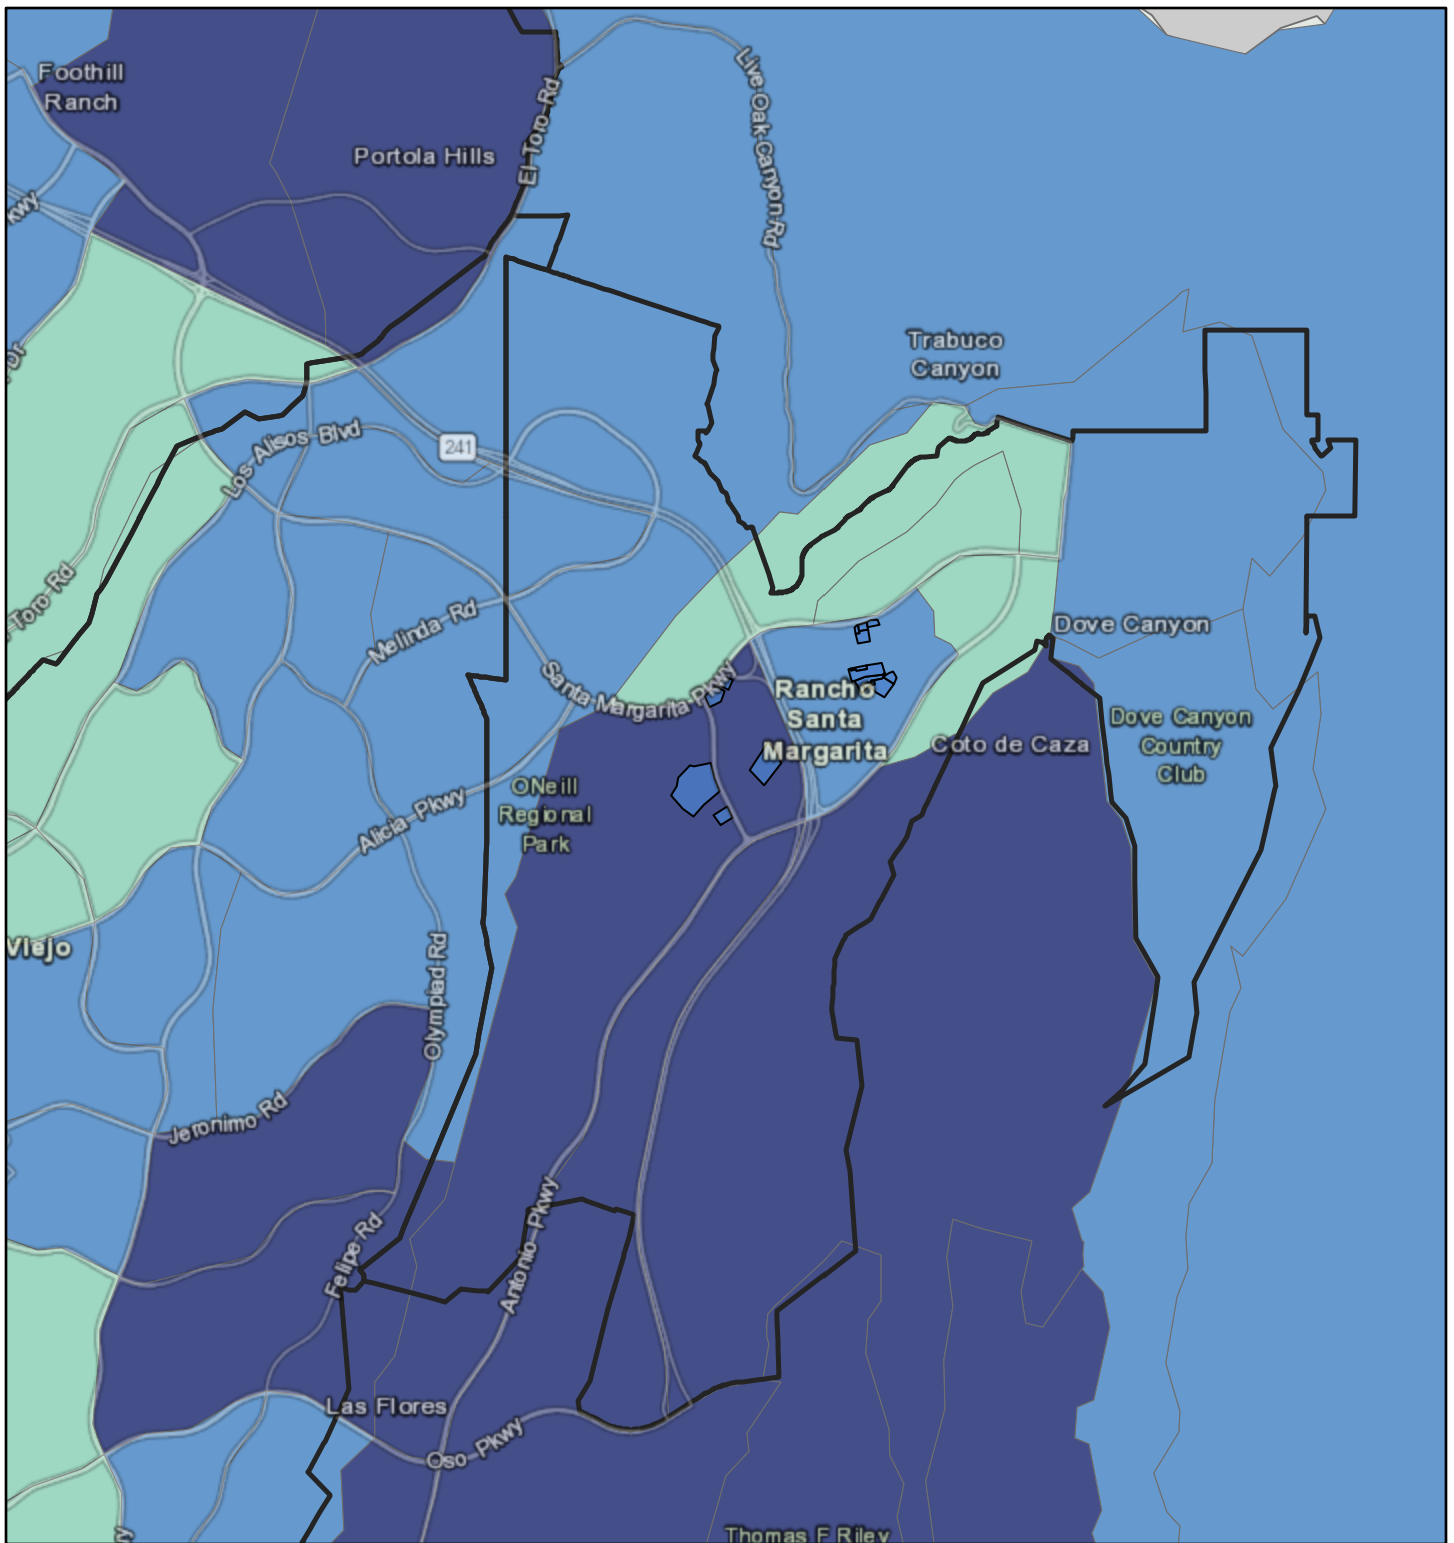 Foothill
Ranch
Portola Hills
El Toro Rd
Live Oak Canyon Rd
kwy
Dr
Trabuco
Canyon
Los Alisos Blvd
241
Toro Rd
Melinda Rd
Santa Margarita Pkwy
Dove Canyon
Rancho
Santa
Margarita
Dove Canyon
Country
Club
Coto de Caza
ONeill
Regional
Park
Alicia Pkwy
Viejo
Olympiad Rd
Jeronimo Rd
Felipe Rd
Antonio Pkwy
Las Flores
Oso Pkwy
Thomas F Riley